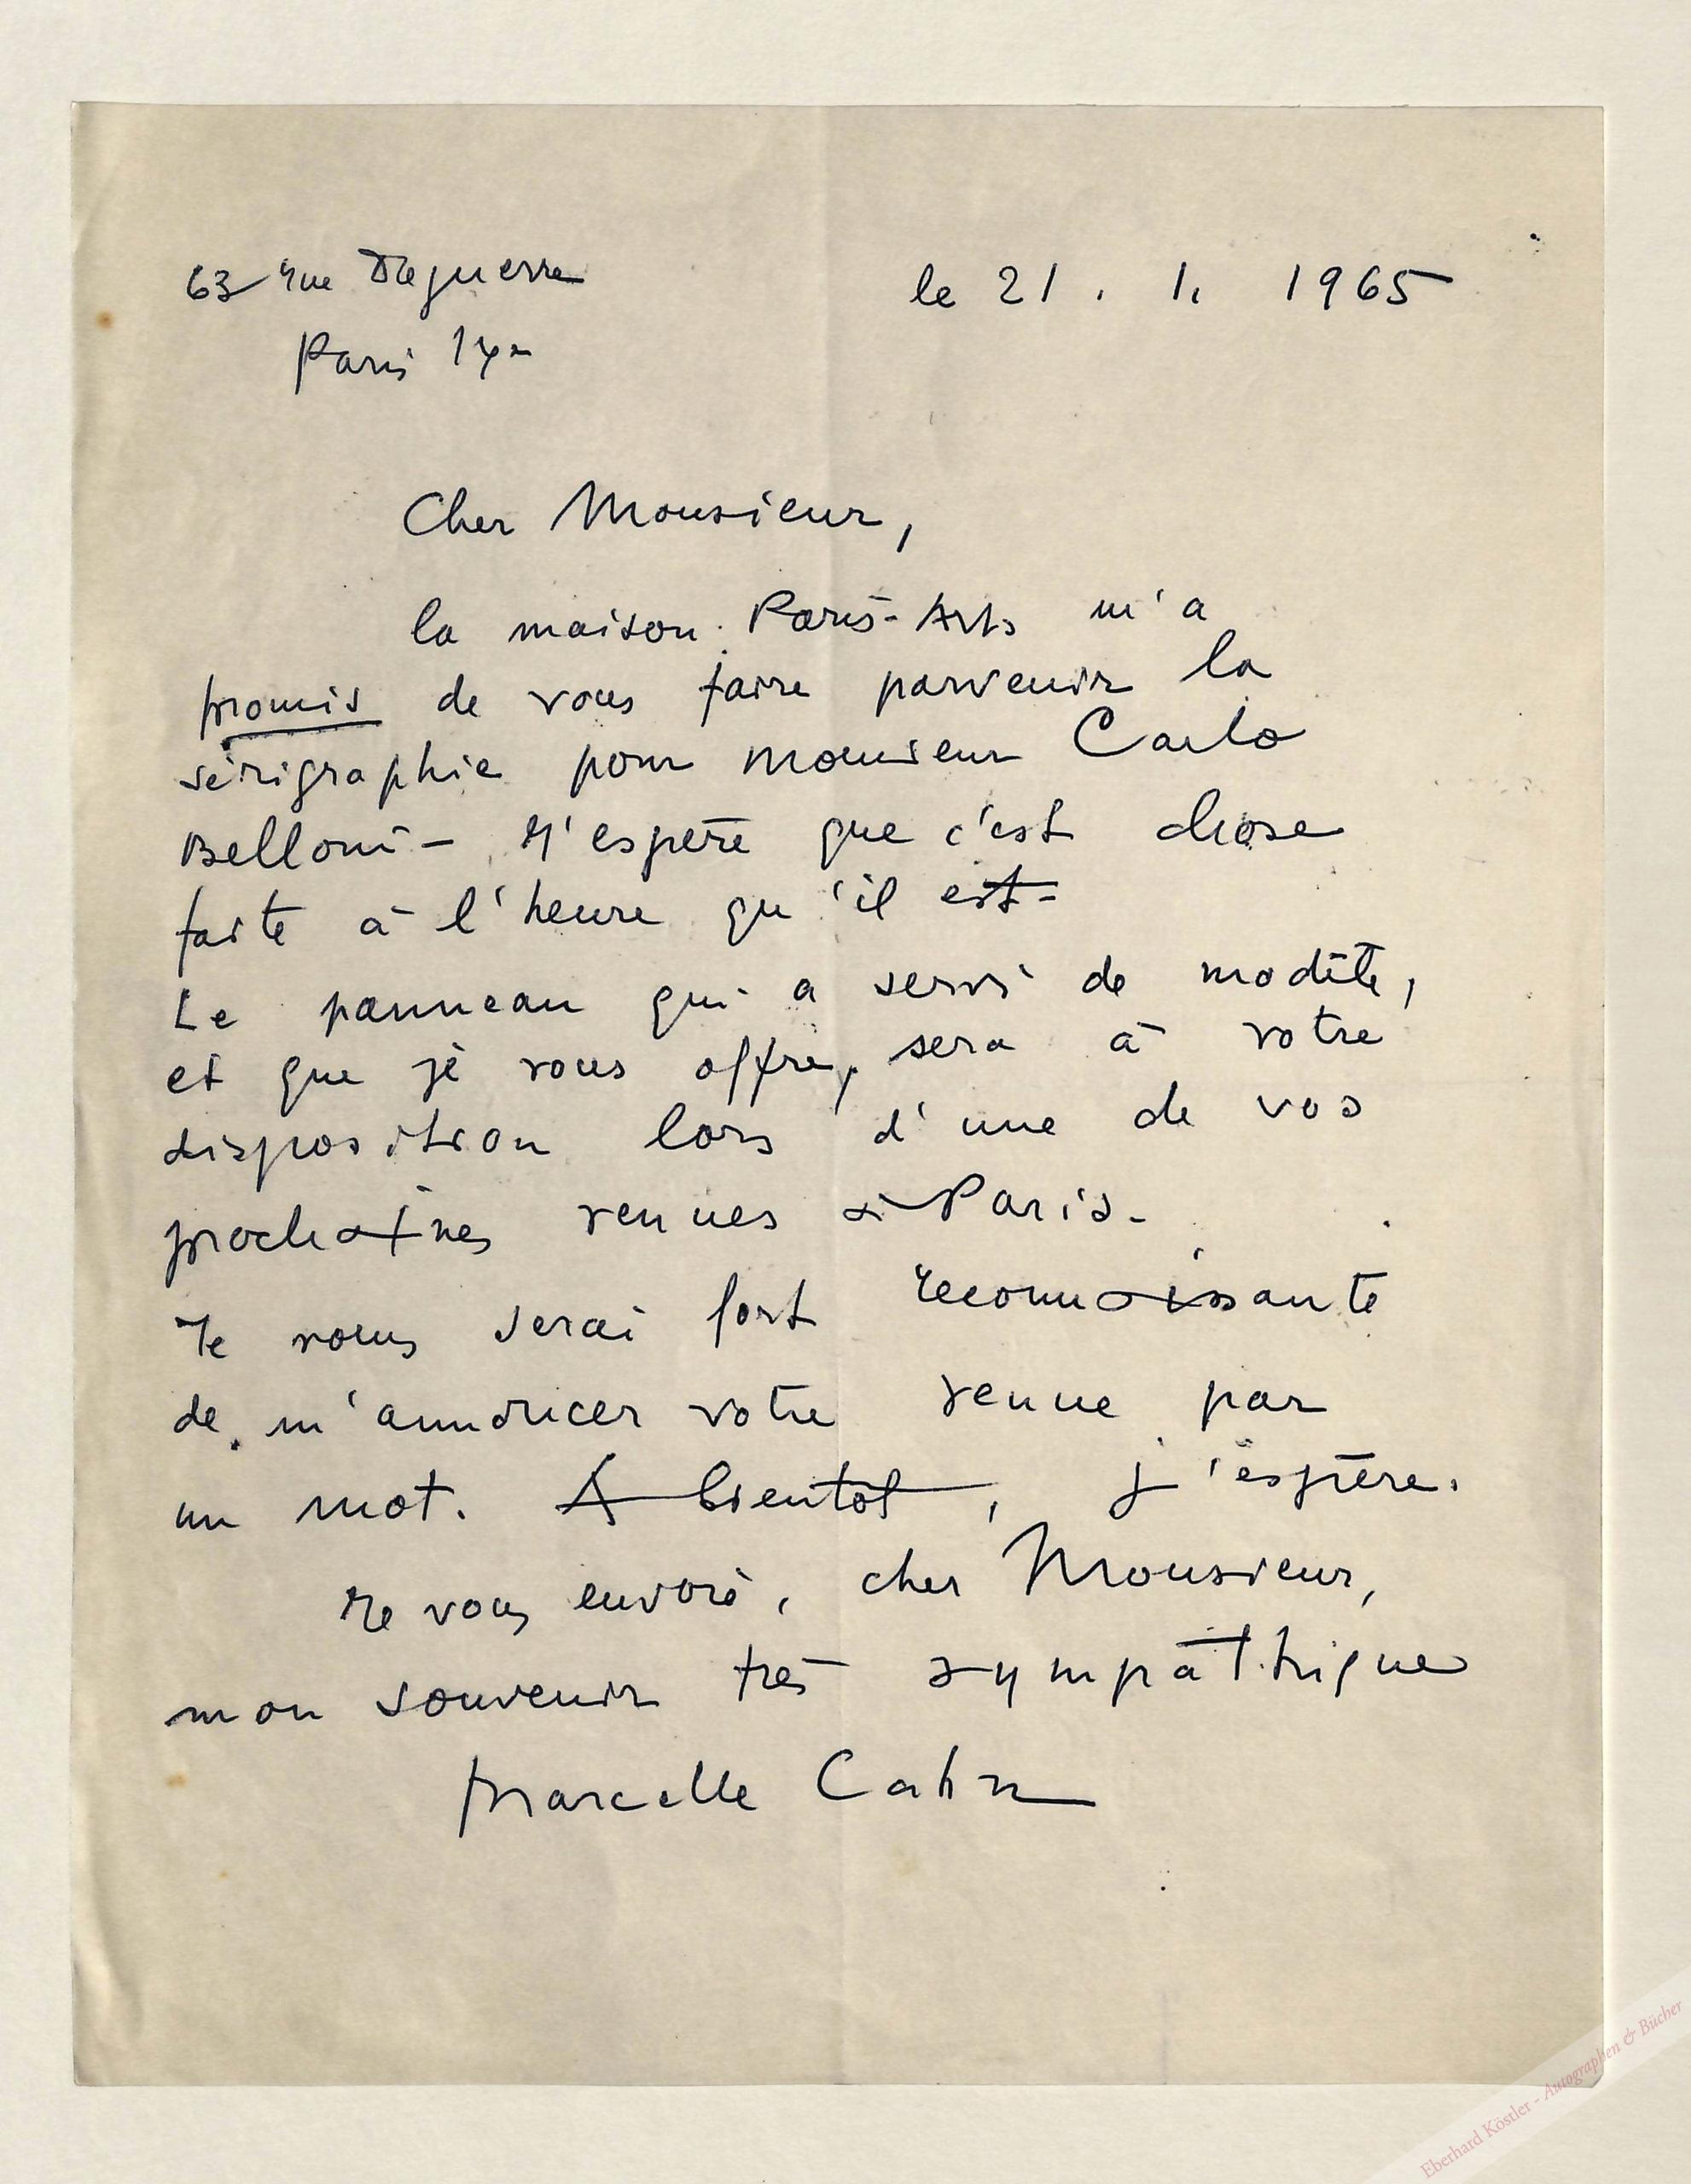 63 rue Daguerre
Paris 14e
le 21. 1. 1965
Cher Monsieur,
la maison Paris-Arts m'a
promis de vous faire parvenir la
sérigraphie pour monsieur Carlo
Belloni - J'espère que c'est chose
faite à l'heure qu'il est -
Le panneau qui a servi de modèle,
et que je vous offre, sera à votre
disposition lors d'une de vos
prochaines venues à Paris -
Je vous serai fort reconnaissante
de m'annoncer votre venue par
un mot. A bientôt, j'espère.
Je vous envoie, cher Monsieur,
mon souvenir très sympathique
Marcelle Cahn
Eberhard Köstler - Autographen & Bücher